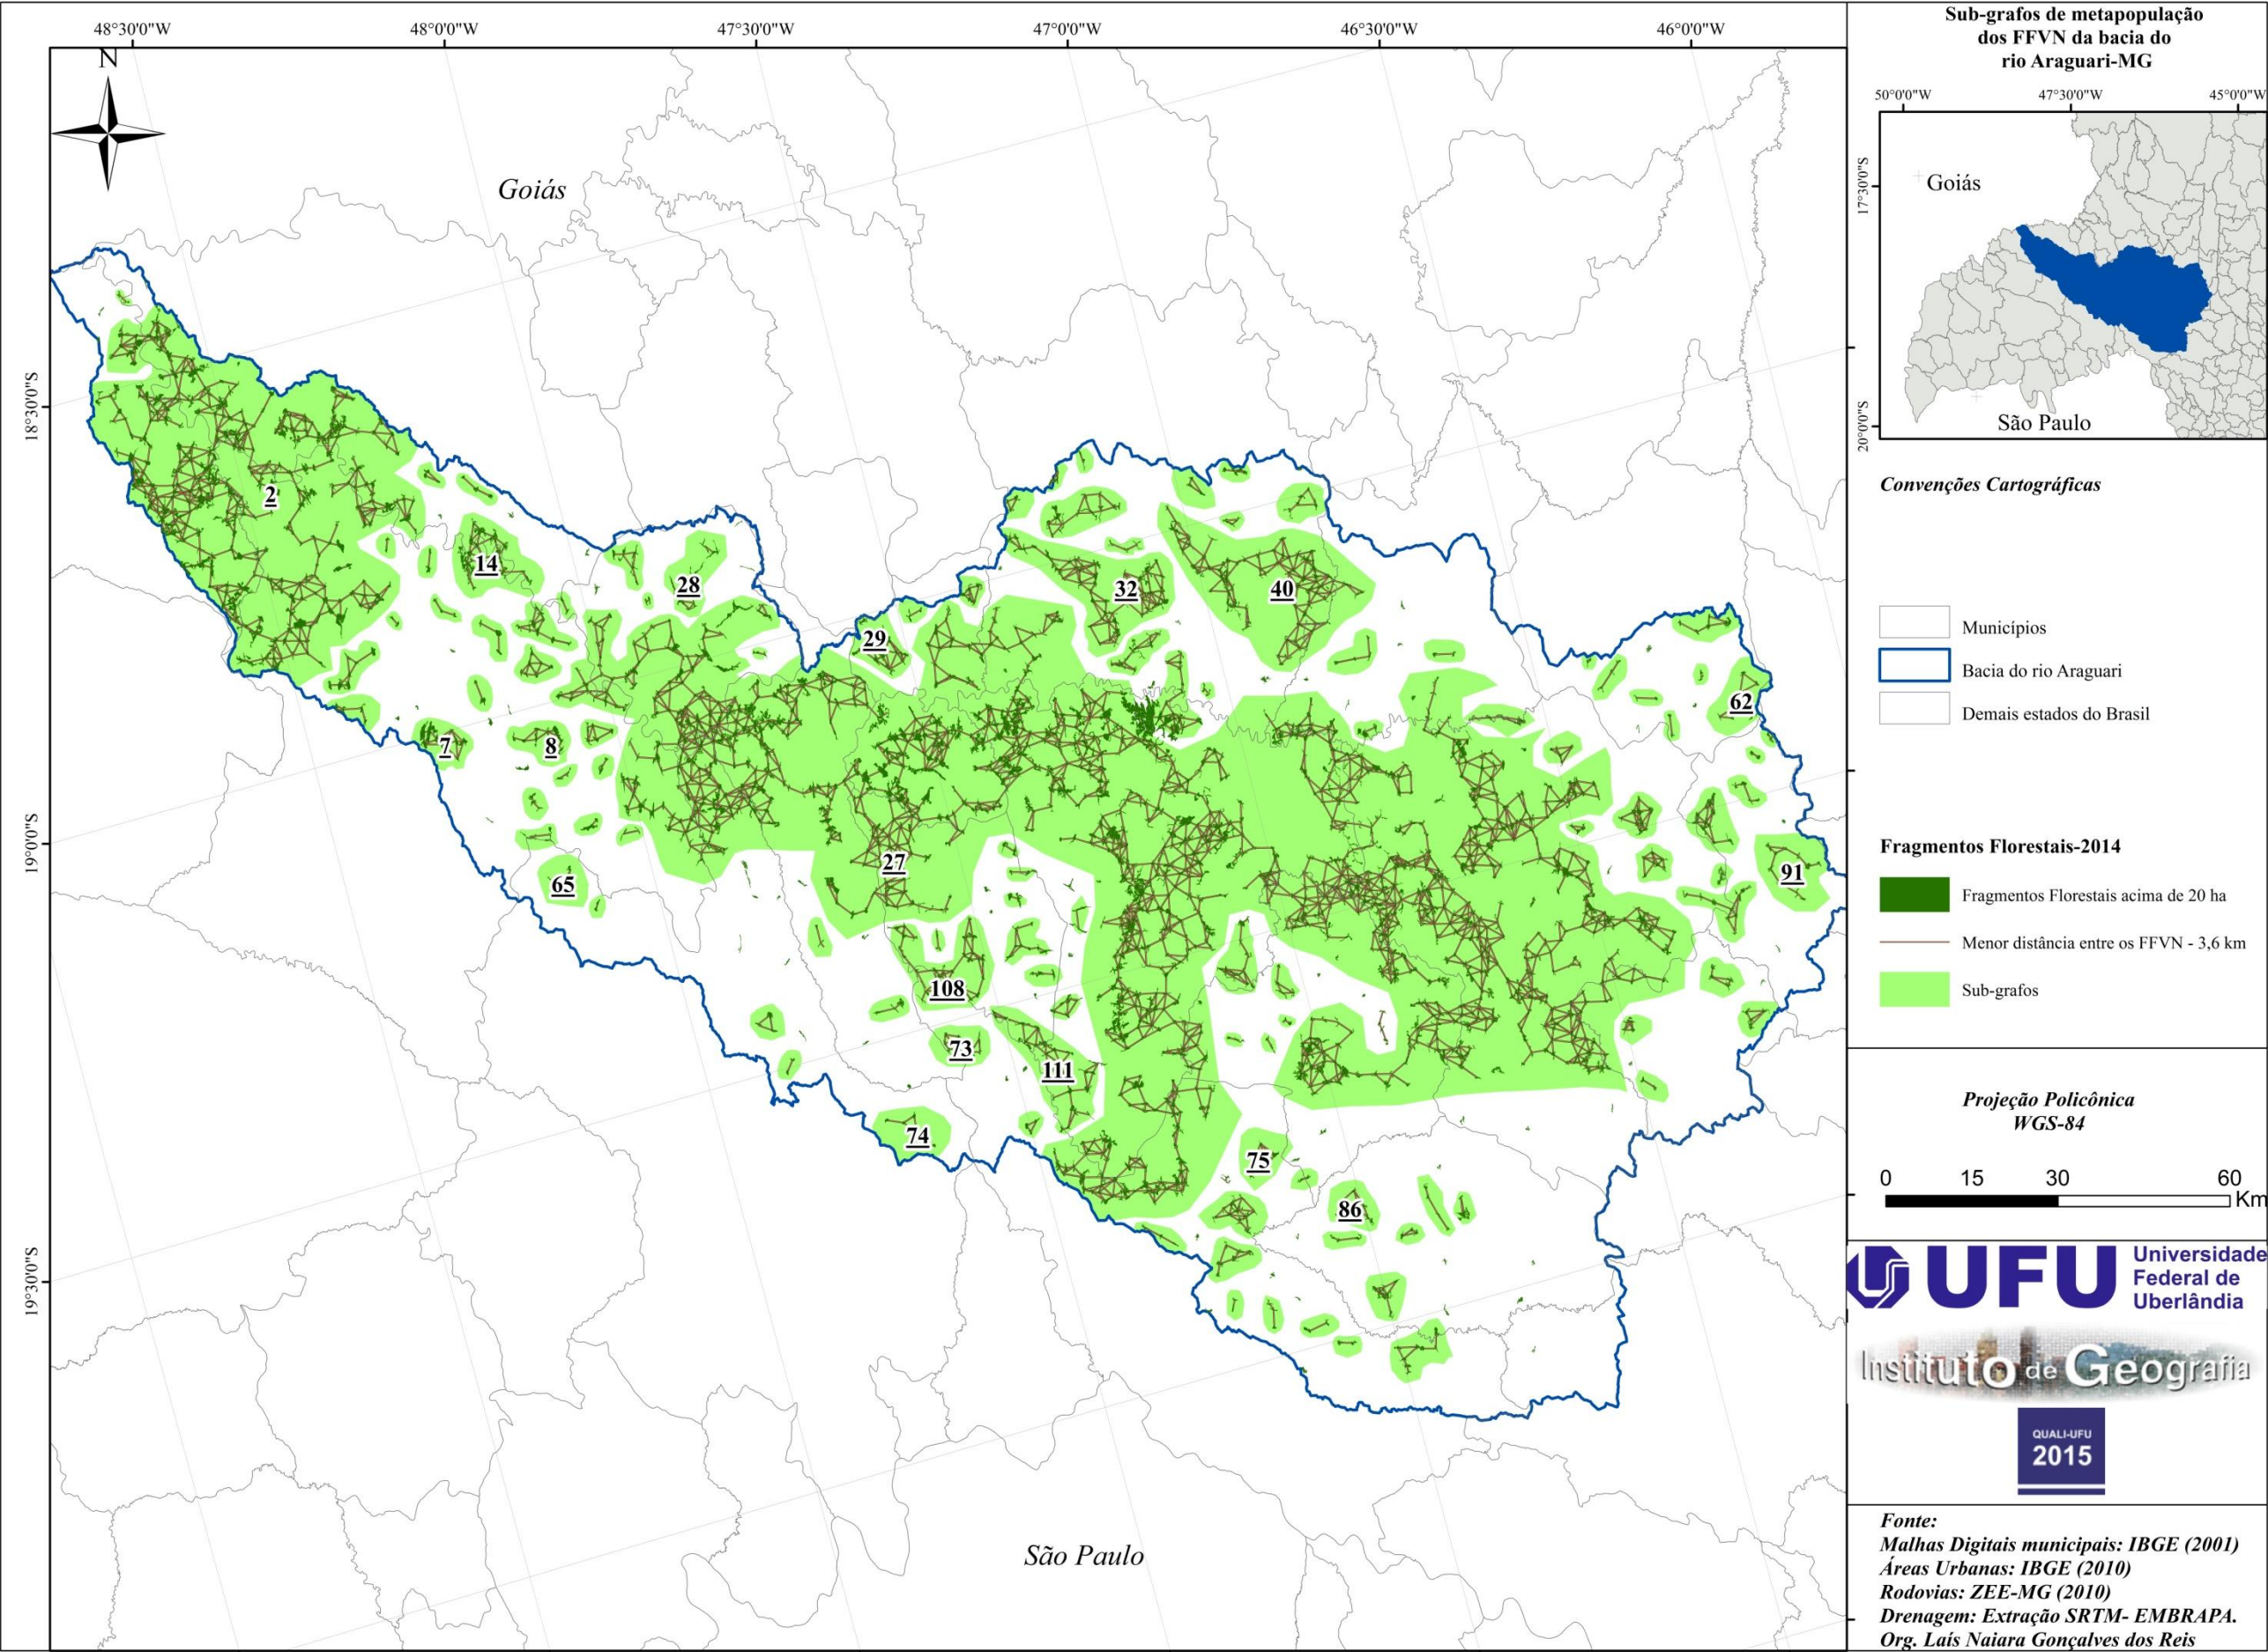 48°30'0"W
48°0'0"W
47°30'0"W
47°0'0"W
46°30'0"W
46°0'0"W
N
18°30'0"S
19°0'0"S
19°30'0"S
Goiás
São Paulo
2
14
28
29
32
40
62
7
8
65
27
91
108
73
111
74
75
86
Sub-grafos de metapopulação
dos FFVN da bacia do
rio Araguari-MG
50°0'0"W
47°30'0"W
45°0'0"W
17°30'0"S
20°0'0"S
Goiás
São Paulo
Convenções Cartográficas
Municípios
Bacia do rio Araguari
Demais estados do Brasil
Fragmentos Florestais-2014
Fragmentos Florestais acima de 20 ha
Menor distância entre os FFVN - 3,6 km
Sub-grafos
Projeção Policônica
WGS-84
0 15 30 60
Km
UFU
Universidade
Federal de
Uberlândia
Instituto de Geografia
QUALI-UFU
2015
Fonte:
Malhas Digitais municipais: IBGE (2001)
Áreas Urbanas: IBGE (2010)
Rodovias: ZEE-MG (2010)
Drenagem: Extração SRTM- EMBRAPA.
Org. Laís Naiara Gonçalves dos Reis